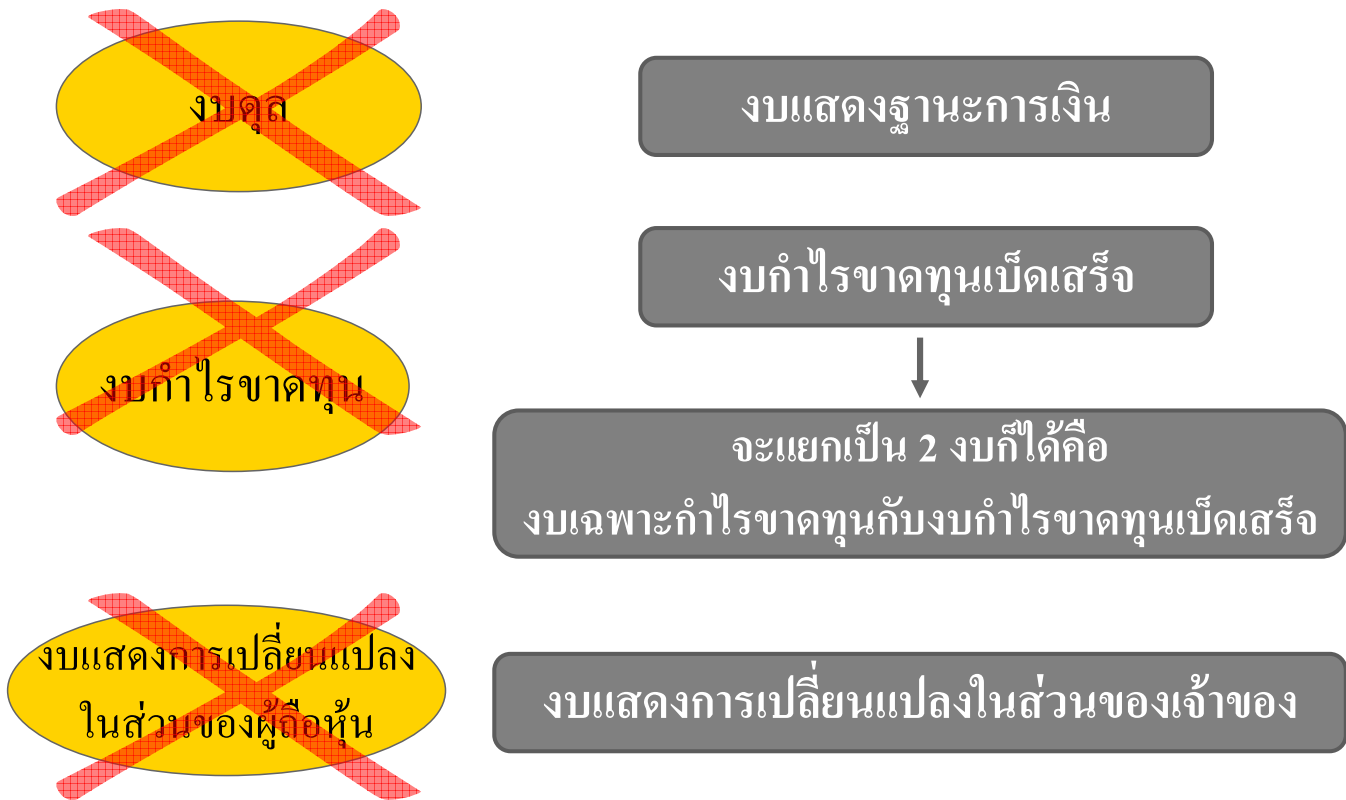 งบดุล
งบแสดงฐานะการเงิน
งบกำไรขาดทุน
งบกำไรขาดทุนเบ็ดเสร็จ
จะแยกเป็น 2 งบก็ได้คือ
งบเฉพาะกำไรขาดทุนกับงบกำไรขาดทุนเบ็ดเสร็จ
งบแสดงการเปลี่ยนแปลง
ในส่วนของผู้ถือหุ้น
งบแสดงการเปลี่ยนแปลงในส่วนของเจ้าของ